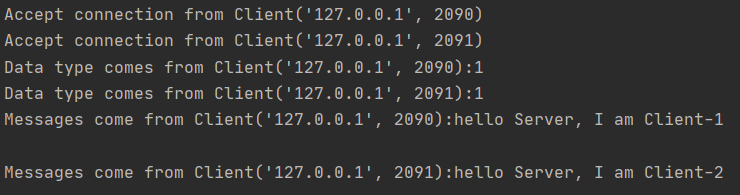 Accept connection from Client('127.0.0.1', 2090)
Accept connection from Client('127.0.0.1', 2091)
Data type comes from Client('127.0.0.1', 2090):1
Data type comes from Client('127.0.0.1', 2091):1
Messages come from Client('127.0.0.1', 2090):hello Server, I am Client-1
Messages come from Client('127.0.0.1', 2091):hello Server, I am Client-2